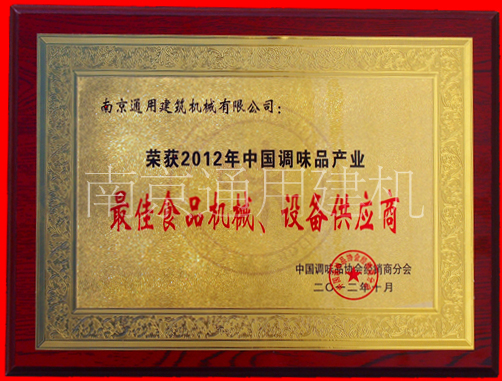 南京通用建筑机械有限公司：
荣获2012年中国调味品产业
南京通用建机
最佳食品机械、设备供应商
中国调味品协会经销商分会
二〇一二年十月